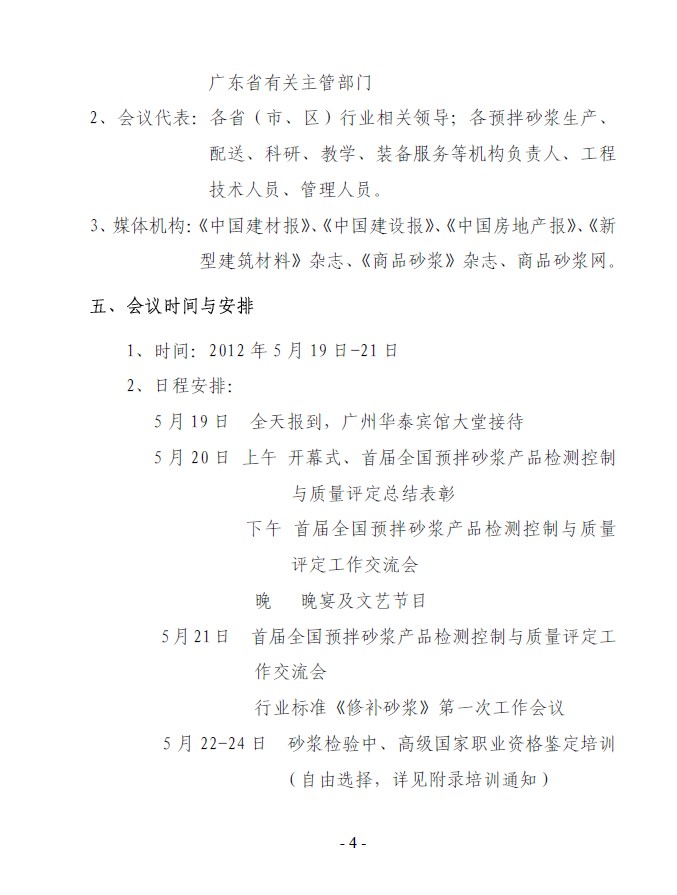 广东省有关主管部门
2、会议代表：各省（市、区）行业相关领导；各预拌砂浆生产、
配送、科研、教学、装备服务等机构负责人、工程
技术人员、管理人员。
3、媒体机构：《中国建材报》、《中国建设报》、《中国房地产报》、《新
型建筑材料》杂志、《商品砂浆》杂志、商品砂浆网。
五、会议时间与安排
1、时间：2012 年 5 月 19 日-21 日
2、日程安排：
5 月 19 日 全天报到，广州华泰宾馆大堂接待
5 月 20 日 上午 开幕式、首届全国预拌砂浆产品检测控制
与质量评定总结表彰
下午 首届全国预拌砂浆产品检测控制与质量
评定工作交流会
晚 晚宴及文艺节目
5 月 21 日 首届全国预拌砂浆产品检测控制与质量评定工
作交流会
行业标准《修补砂浆》第一次工作会议
5 月 22-24 日 砂浆检验中、高级国家职业资格鉴定培训
（自由选择，详见附录培训通知）
- 4 -